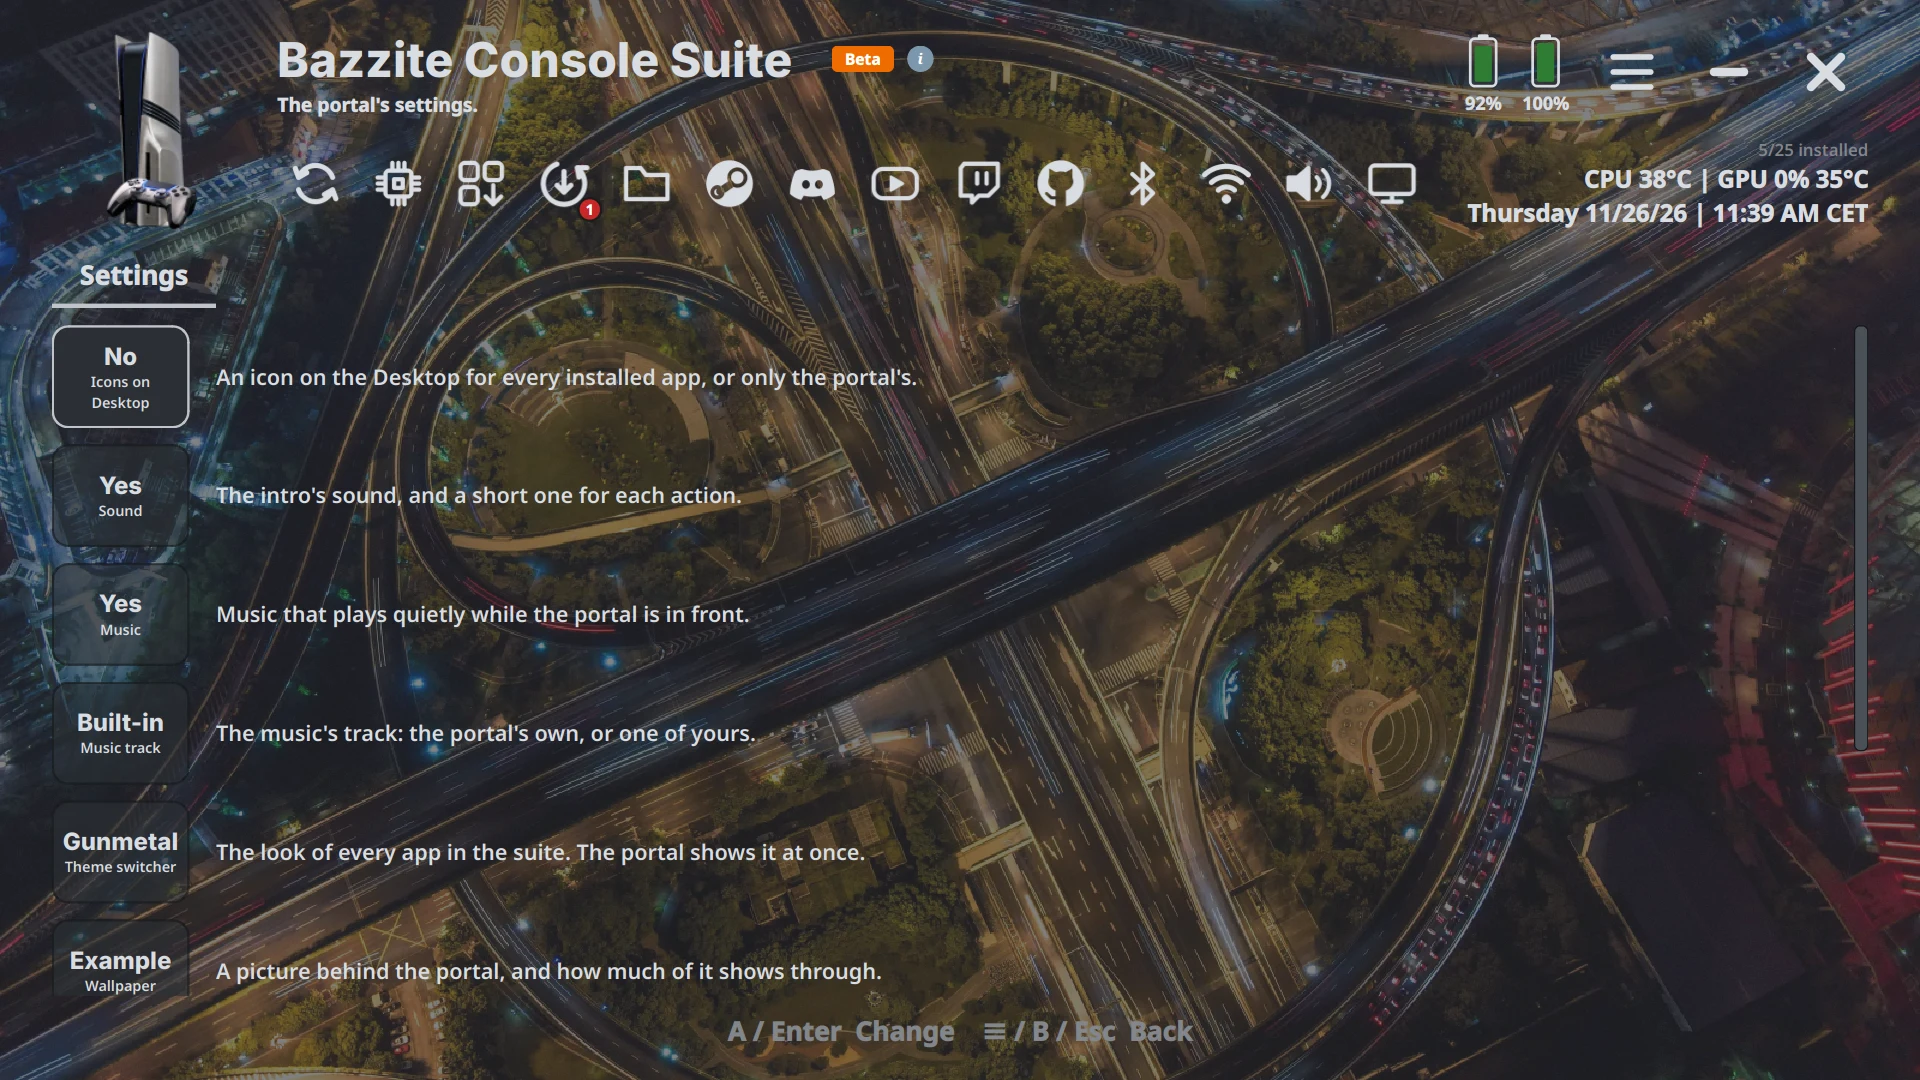 Bazzite Console Suite
Beta
i
The portal's settings.
92%
100%
1
5/25 installed
CPU 38°C | GPU 0% 35°C
Thursday 11/26/26 | 11:39 AM CET
Settings
No
Icons on
Desktop
An icon on the Desktop for every installed app, or only the portal's.
Yes
Sound
The intro's sound, and a short one for each action.
Yes
Music
Music that plays quietly while the portal is in front.
Built-in
Music track
The music's track: the portal's own, or one of yours.
Gunmetal
Theme switcher
The look of every app in the suite. The portal shows it at once.
Example
Wallpaper
A picture behind the portal, and how much of it shows through.
A / Enter Change ≡ / B / Esc Back